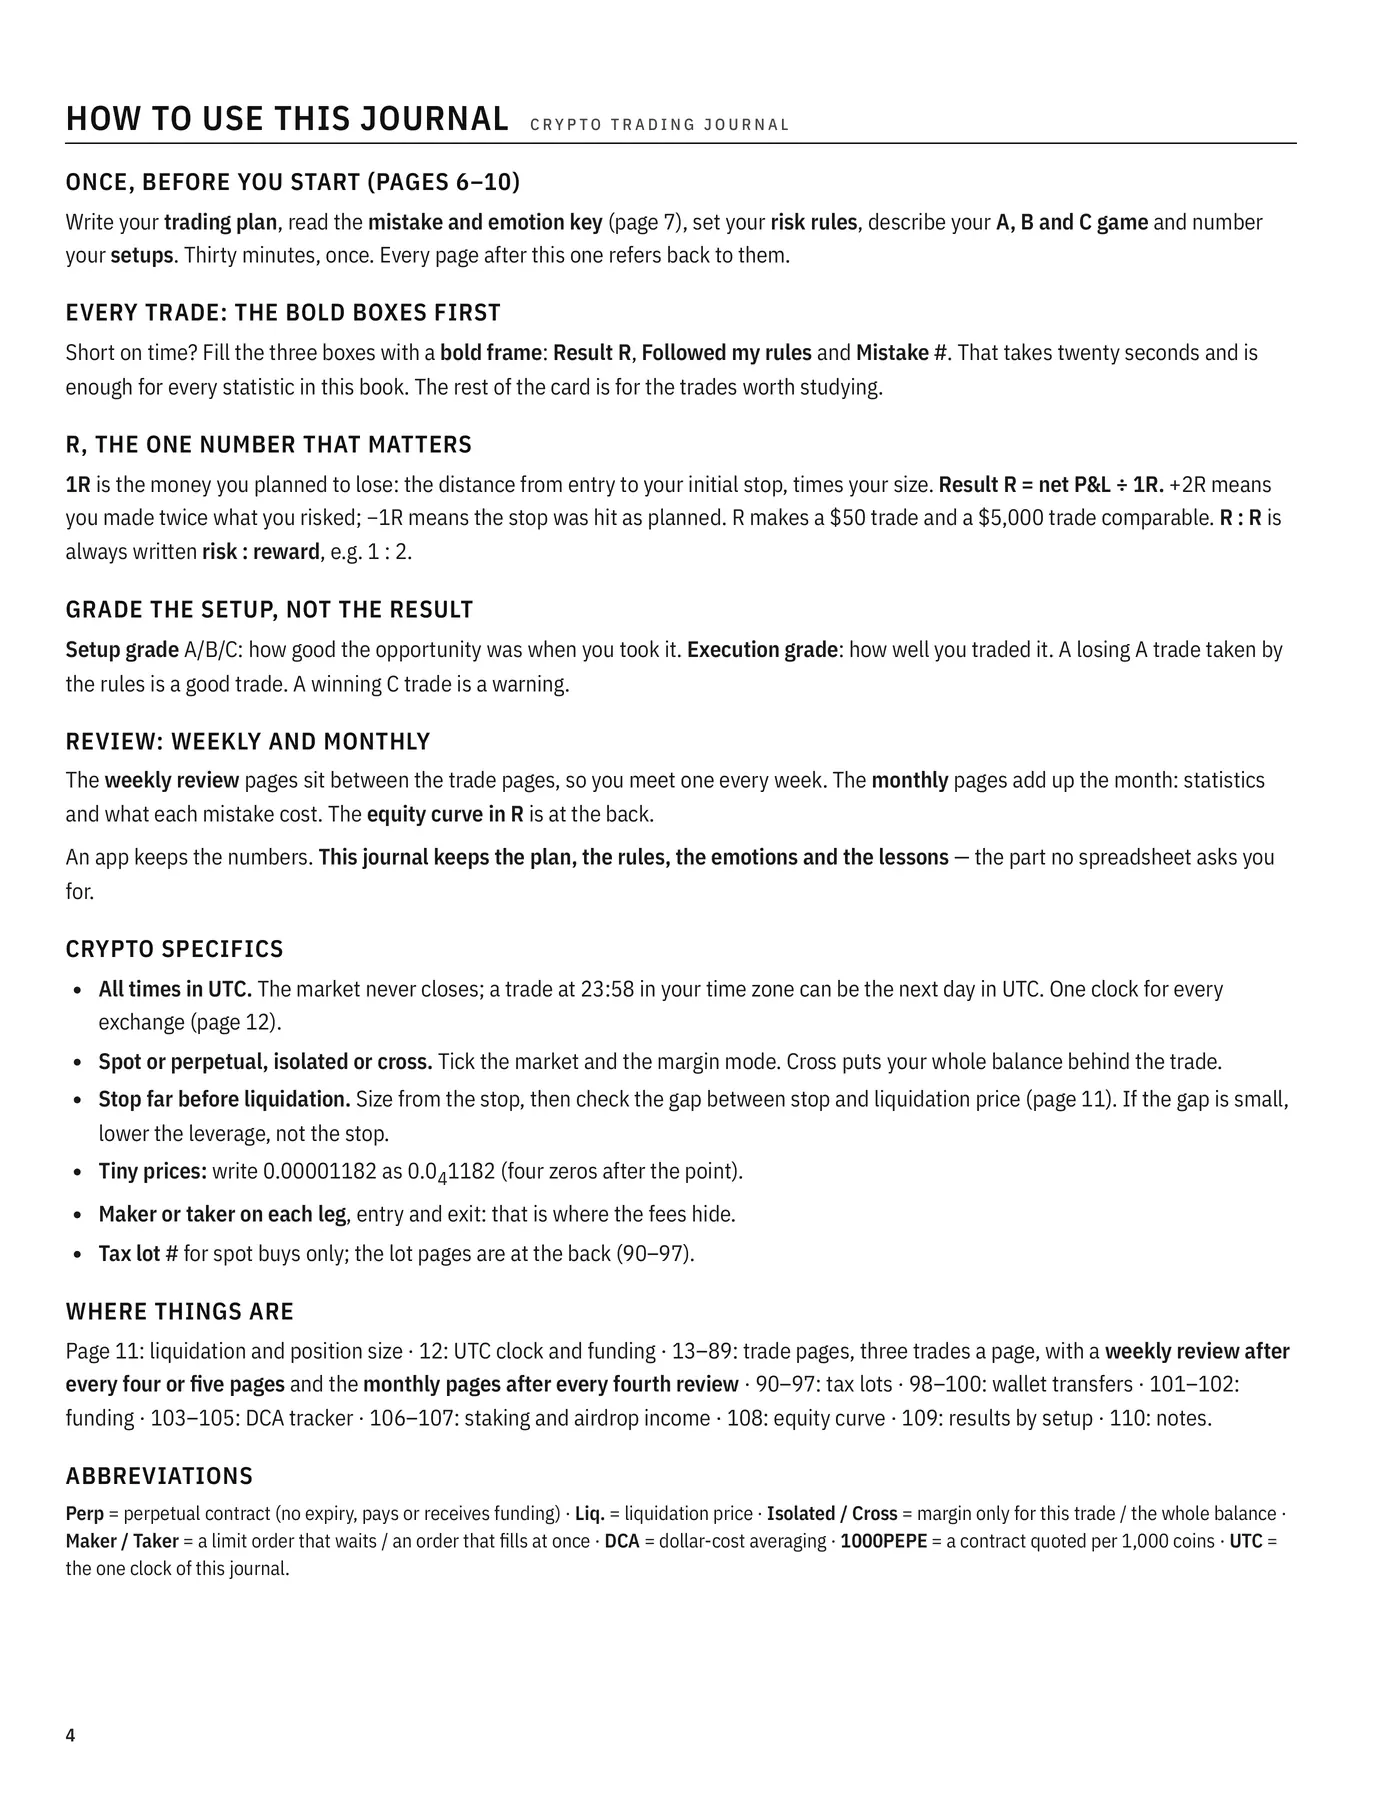 HOW TO USE THIS JOURNAL CRYPTO TRADING JOURNAL
ONCE, BEFORE YOU START (PAGES 6–10)
Write your trading plan, read the mistake and emotion key (page 7), set your risk rules, describe your A, B and C game and number
your setups. Thirty minutes, once. Every page after this one refers back to them.
EVERY TRADE: THE BOLD BOXES FIRST
Short on time? Fill the three boxes with a bold frame: Result R, Followed my rules and Mistake #. That takes twenty seconds and is
enough for every statistic in this book. The rest of the card is for the trades worth studying.
R, THE ONE NUMBER THAT MATTERS
1R is the money you planned to lose: the distance from entry to your initial stop, times your size. Result R = net P&L ÷ 1R. +2R means
you made twice what you risked; −1R means the stop was hit as planned. R makes a $50 trade and a $5,000 trade comparable. R : R is
always written risk : reward, e.g. 1 : 2.
GRADE THE SETUP, NOT THE RESULT
Setup grade A/B/C: how good the opportunity was when you took it. Execution grade: how well you traded it. A losing A trade taken by
the rules is a good trade. A winning C trade is a warning.
REVIEW: WEEKLY AND MONTHLY
The weekly review pages sit between the trade pages, so you meet one every week. The monthly pages add up the month: statistics
and what each mistake cost. The equity curve in R is at the back.
An app keeps the numbers. This journal keeps the plan, the rules, the emotions and the lessons — the part no spreadsheet asks you
for.
CRYPTO SPECIFICS
• All times in UTC. The market never closes; a trade at 23:58 in your time zone can be the next day in UTC. One clock for every
exchange (page 12).
• Spot or perpetual, isolated or cross. Tick the market and the margin mode. Cross puts your whole balance behind the trade.
• Stop far before liquidation. Size from the stop, then check the gap between stop and liquidation price (page 11). If the gap is small,
lower the leverage, not the stop.
• Tiny prices: write 0.00001182 as 0.0₄1182 (four zeros after the point).
• Maker or taker on each leg, entry and exit: that is where the fees hide.
• Tax lot # for spot buys only; the lot pages are at the back (90–97).
WHERE THINGS ARE
Page 11: liquidation and position size · 12: UTC clock and funding · 13–89: trade pages, three trades a page, with a weekly review after
every four or five pages and the monthly pages after every fourth review · 90–97: tax lots · 98–100: wallet transfers · 101–102:
funding · 103–105: DCA tracker · 106–107: staking and airdrop income · 108: equity curve · 109: results by setup · 110: notes.
ABBREVIATIONS
Perp = perpetual contract (no expiry, pays or receives funding) · Liq. = liquidation price · Isolated / Cross = margin only for this trade / the whole balance ·
Maker / Taker = a limit order that waits / an order that fills at once · DCA = dollar-cost averaging · 1000PEPE = a contract quoted per 1,000 coins · UTC =
the one clock of this journal.
4